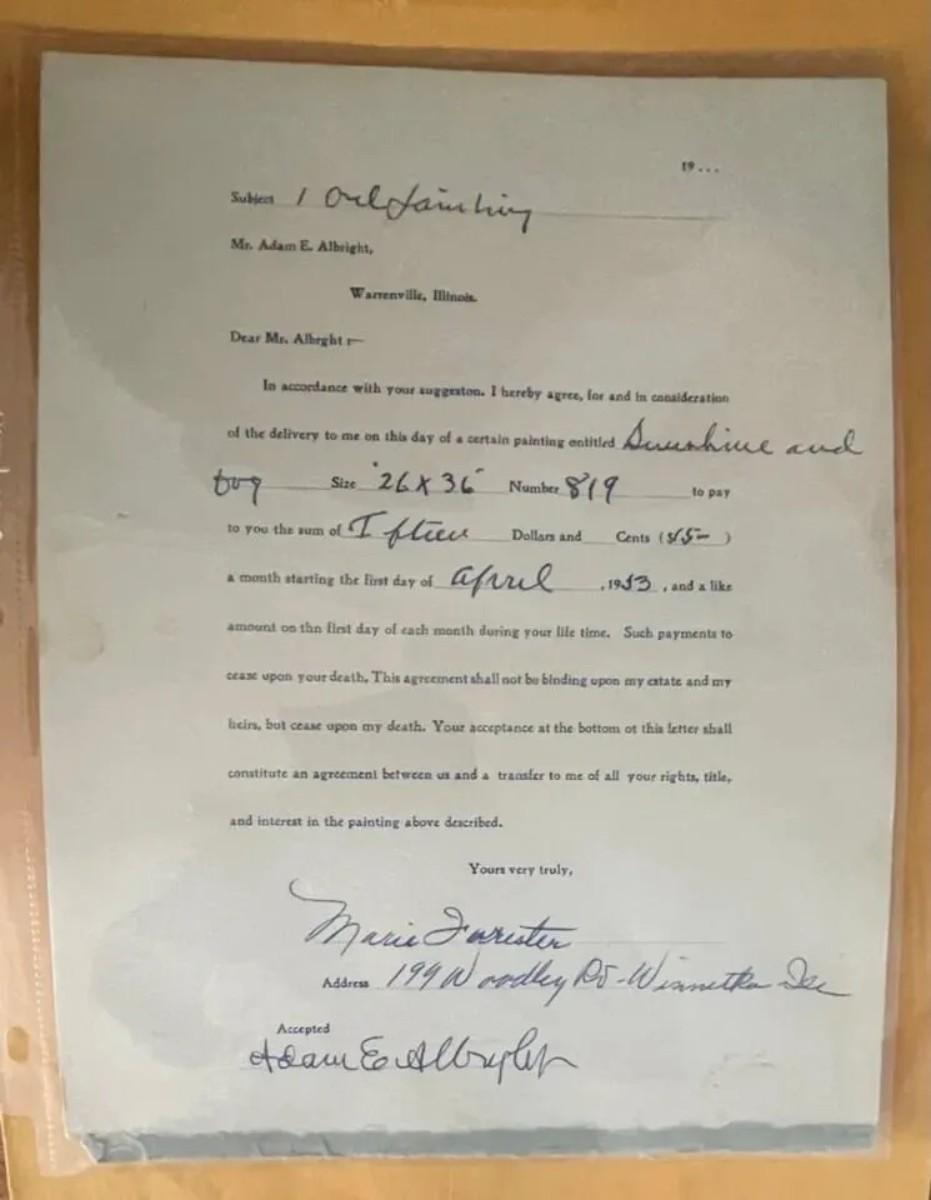 19...
Subject 1 Oil Painting
Mr. Adam E. Albright,
Warrenville, Illinois.
Dear Mr. Albrght :—
In accordance with your suggeston, I hereby agree, for and in consideration
of the delivery to me on this day of a certain painting entitled Sunshine and
Fog Size "26 X 36" Number 819 to pay
to you the sum of Fifteen Dollars and Cents ( )
a month starting the first day of April , 1953 , and a like
amount on thn first day of each month during your life time. Such payments to
cease upon your death, This agreement shall not be binding upon my estate and my
heirs, but cease upon my death. Your acceptance at the bottom ot this letter shall
constitute an agreement between us and a transfer to me of all your rights, title,
and interest in the painting above described.
Yours very truly,
Marie Forrester
Address 199 Woodley Rd - Winnetka Ill
Accepted
Adam E. Albright